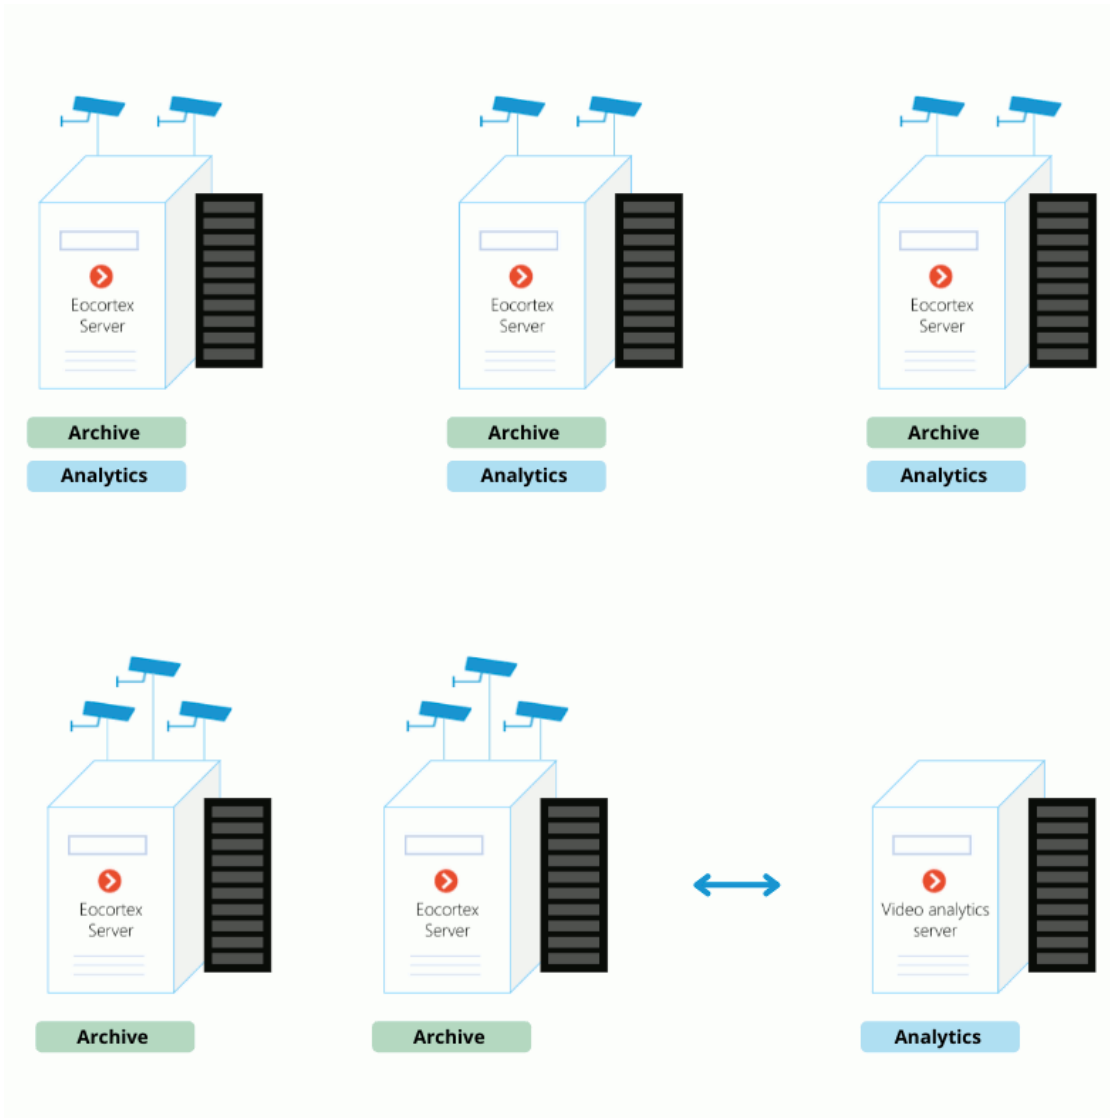 Eocortex
Server
Eocortex
Server
Eocortex
Server
Archive
Archive
Archive
Analytics
Analytics
Analytics
Eocortex
Server
Eocortex
Server
Video analytics
server
Archive
Archive
Analytics